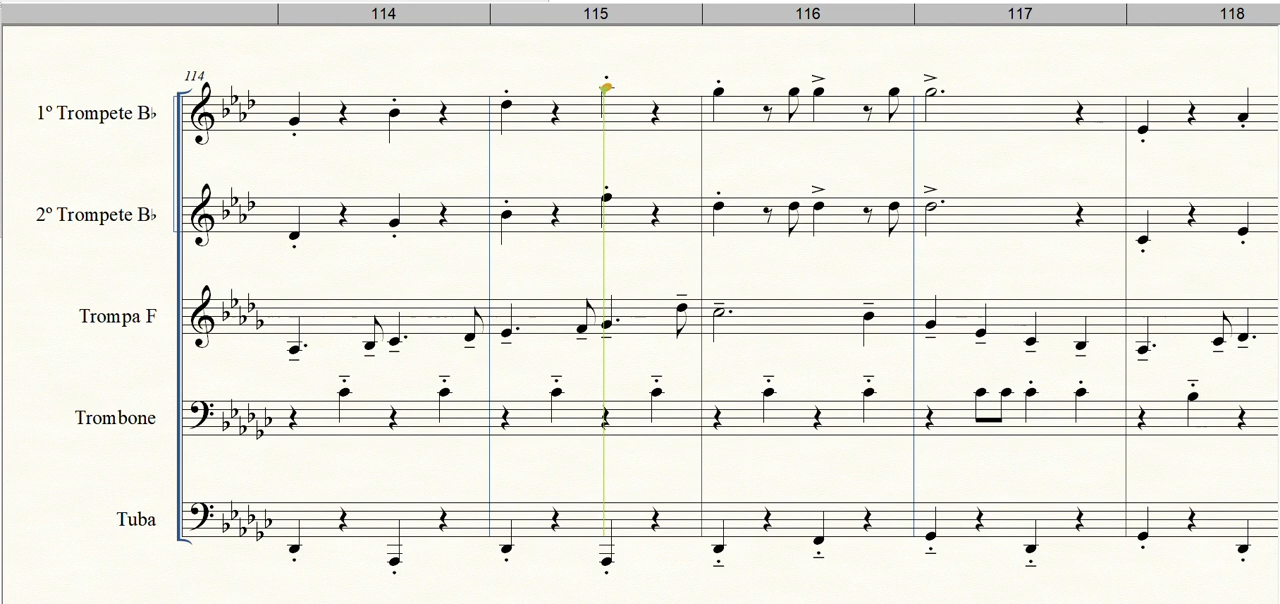 114 115 116 117 118
114
1º Trompete B♭
2º Trompete B♭
Trompa F
Trombone
Tuba